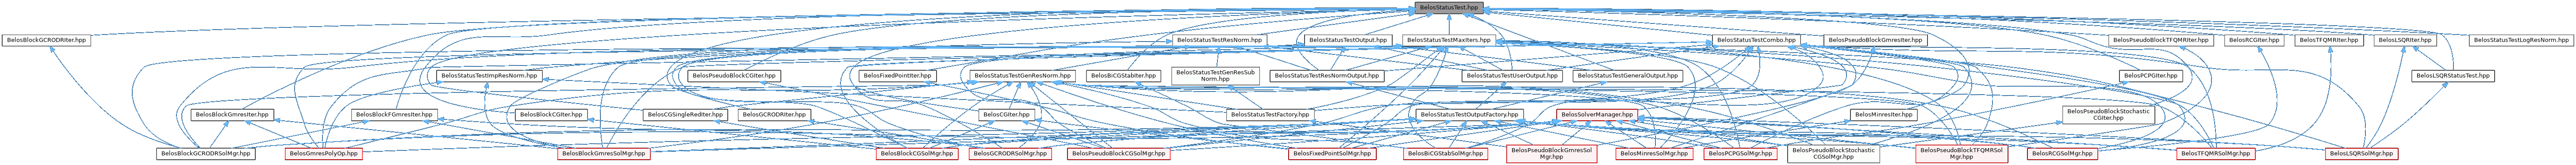 BelosStatusTest.hpp
BelosBlockGCRODRIter.hpp
BelosStatusTestResNorm.hpp
BelosStatusTestOutput.hpp
BelosStatusTestMaxIters.hpp
BelosStatusTestCombo.hpp
BelosPseudoBlockGmresIter.hpp
BelosPseudoBlockTFQMRIter.hpp
BelosRCGIter.hpp
BelosTFQMRIter.hpp
BelosLSQRIter.hpp
BelosStatusTestLogResNorm.hpp
BelosStatusTestImpResNorm.hpp
BelosPseudoBlockCGIter.hpp
BelosFixedPointIter.hpp
BelosStatusTestGenResNorm.hpp
BelosBiCGStabIter.hpp
BelosStatusTestGenResSub
Norm.hpp
BelosStatusTestResNormOutput.hpp
BelosStatusTestUserOutput.hpp
BelosStatusTestGeneralOutput.hpp
BelosPCPGIter.hpp
BelosLSQRStatusTest.hpp
BelosBlockGmresIter.hpp
BelosBlockFGmresIter.hpp
BelosBlockCGIter.hpp
BelosCGSingleRedIter.hpp
BelosGCRODRIter.hpp
BelosCGIter.hpp
BelosStatusTestFactory.hpp
BelosStatusTestOutputFactory.hpp
BelosSolverManager.hpp
BelosMinresIter.hpp
BelosPseudoBlockStochastic
CGIter.hpp
BelosBlockGCRODRSolMgr.hpp
BelosGmresPolyOp.hpp
BelosBlockGmresSolMgr.hpp
BelosBlockCGSolMgr.hpp
BelosGCRODRSolMgr.hpp
BelosPseudoBlockCGSolMgr.hpp
BelosFixedPointSolMgr.hpp
BelosBiCGStabSolMgr.hpp
BelosPseudoBlockGmresSol
Mgr.hpp
BelosMinresSolMgr.hpp
BelosPCPGSolMgr.hpp
BelosPseudoBlockStochastic
CGSolMgr.hpp
BelosPseudoBlockTFQMRSol
Mgr.hpp
BelosRCGSolMgr.hpp
BelosTFQMRSolMgr.hpp
BelosLSQRSolMgr.hpp